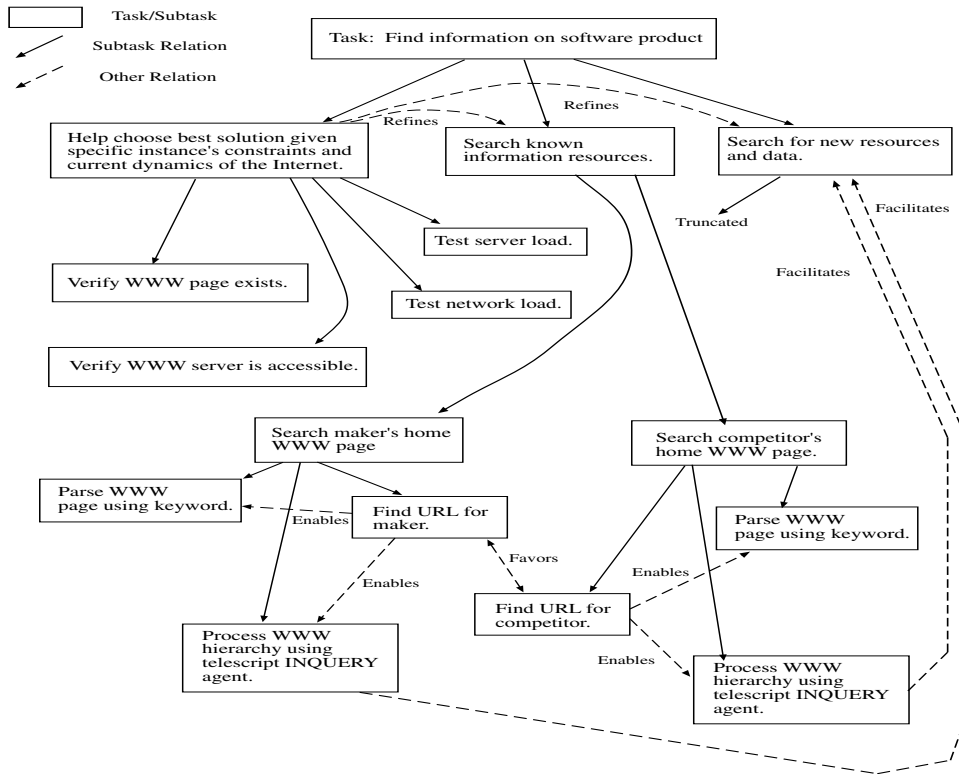 Task/Subtask
Subtask Relation
Other Relation
Task:  Find information on software product
Refines
Refines
Help choose best solution given
specific instance's constraints and
current dynamics of the Internet.
Search known
information resources.
Search for new resources
and data.
Truncated
Facilitates
Facilitates
Test server load.
Verify WWW page exists.
Test network load.
Verify WWW server is accessible.
Search maker's home
WWW page
Search competitor's
home WWW page.
Parse WWW
page using keyword.
Enables
Find URL for
maker.
Parse WWW
page using keyword.
Favors
Enables
Enables
Find URL for
competitor.
Enables
Process WWW
hierarchy using
telescript INQUERY
agent.
Process WWW
hierarchy using
telescript INQUERY
agent.